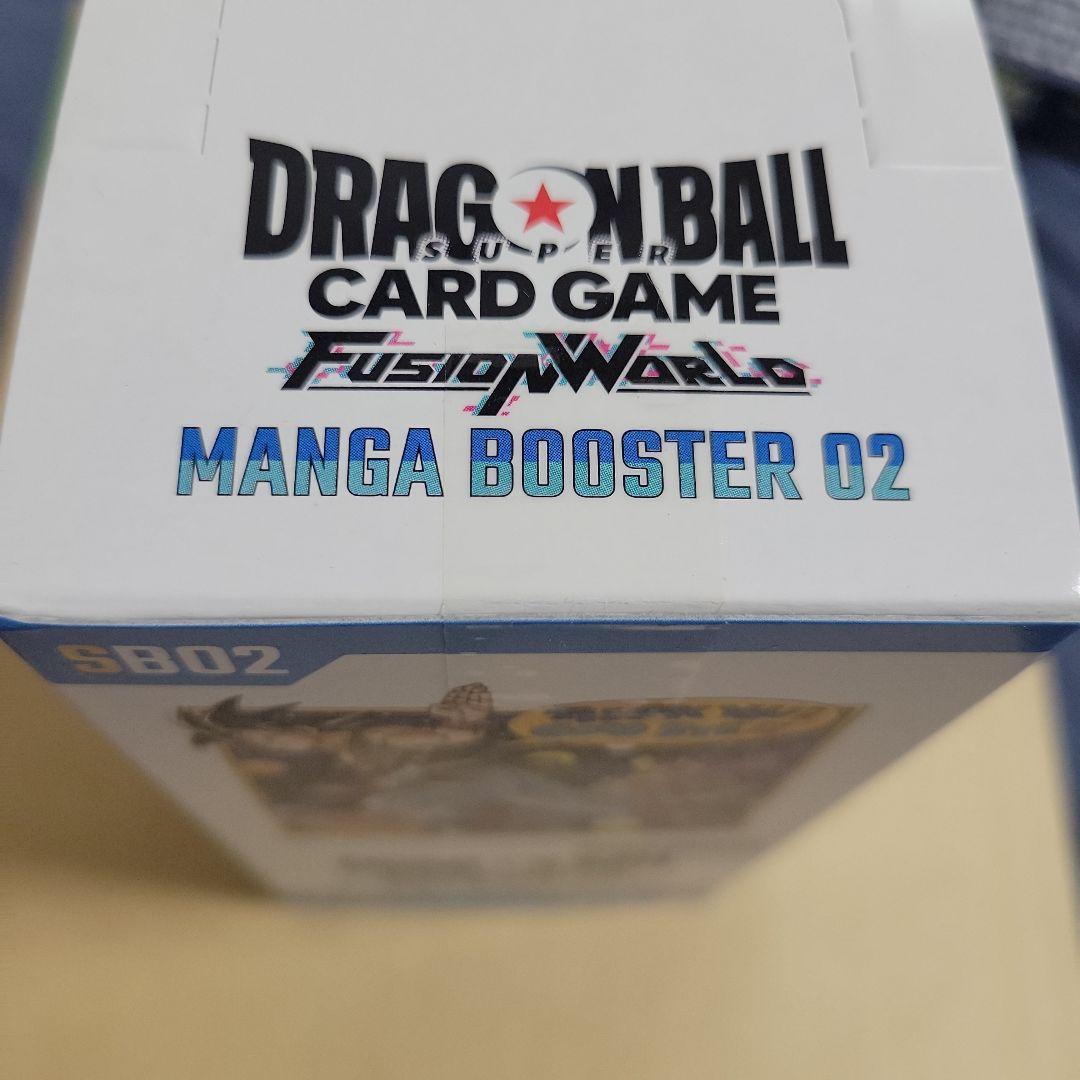 DRAGON BALL
SUPER
CARD GAME
FUSION WORLD
MANGA BOOSTER 02
SB02